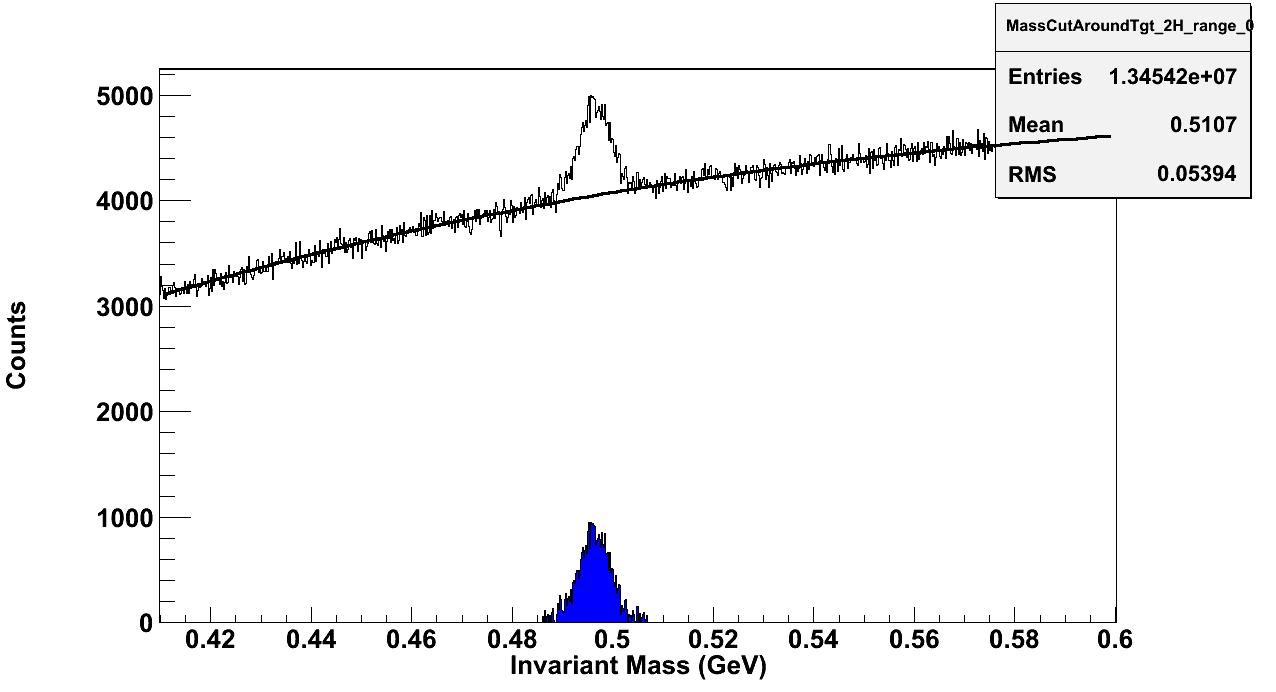 MassCutAroundTgt_2H_range_0
Entries 1.34542e+07
Mean 0.5107
RMS 0.05394
5000
4000
3000
2000
1000
0
Counts
0.42 0.44 0.46 0.48 0.5 0.52 0.54 0.56 0.58 0.6
Invariant Mass (GeV)